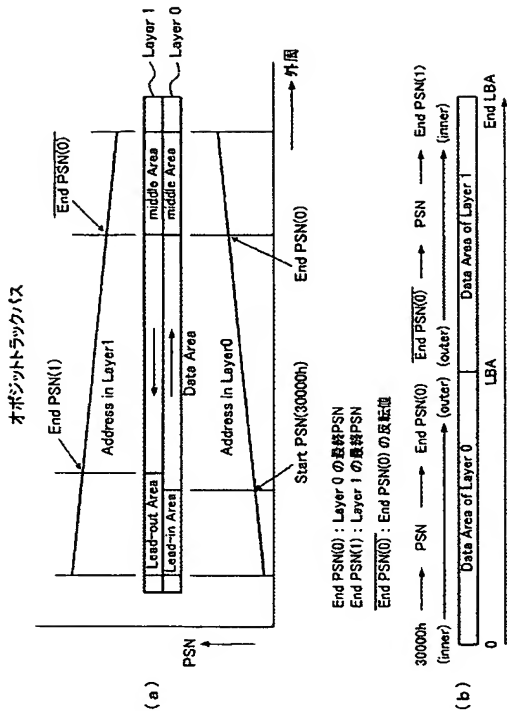 オポジットトラックパス
(a)
PSN
End PSN(1)
End PSN(0)
Address in Layer1
Layer 1
Layer 0
Lead-out Area
middle Area
Lead-in Area
middle Area
Data Area
外周
Address in Layer0
Start PSN(30000h)
End PSN(0)
End PSN(0) : Layer 0 の最終PSN
End PSN(1) : Layer 1 の最終PSN
End PSN(0) : End PSN(0) の反転位
(b)
30000h PSN End PSN(0) End PSN(0) PSN End PSN(1)
(inner) (outer) (outer) (inner)
Data Area of Layer 0 Data Area of Layer 1
0 LBA End LBA